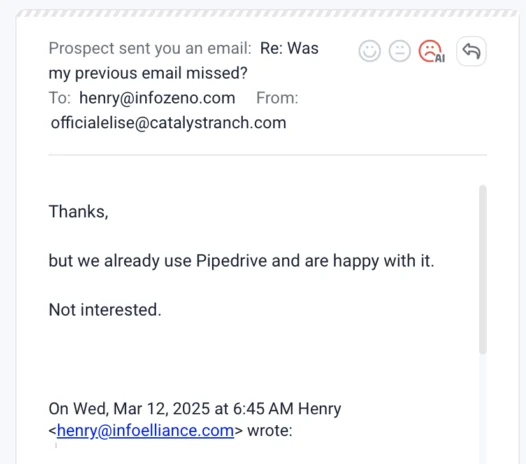 Prospect sent you an email: Re: Was
my previous email missed?
To: henry@infozeno.com From:
officialelise@catalystranch.com
AI
Thanks,
but we already use Pipedrive and are happy with it.
Not interested.
On Wed, Mar 12, 2025 at 6:45 AM Henry
<henry@infoelliance.com> wrote: